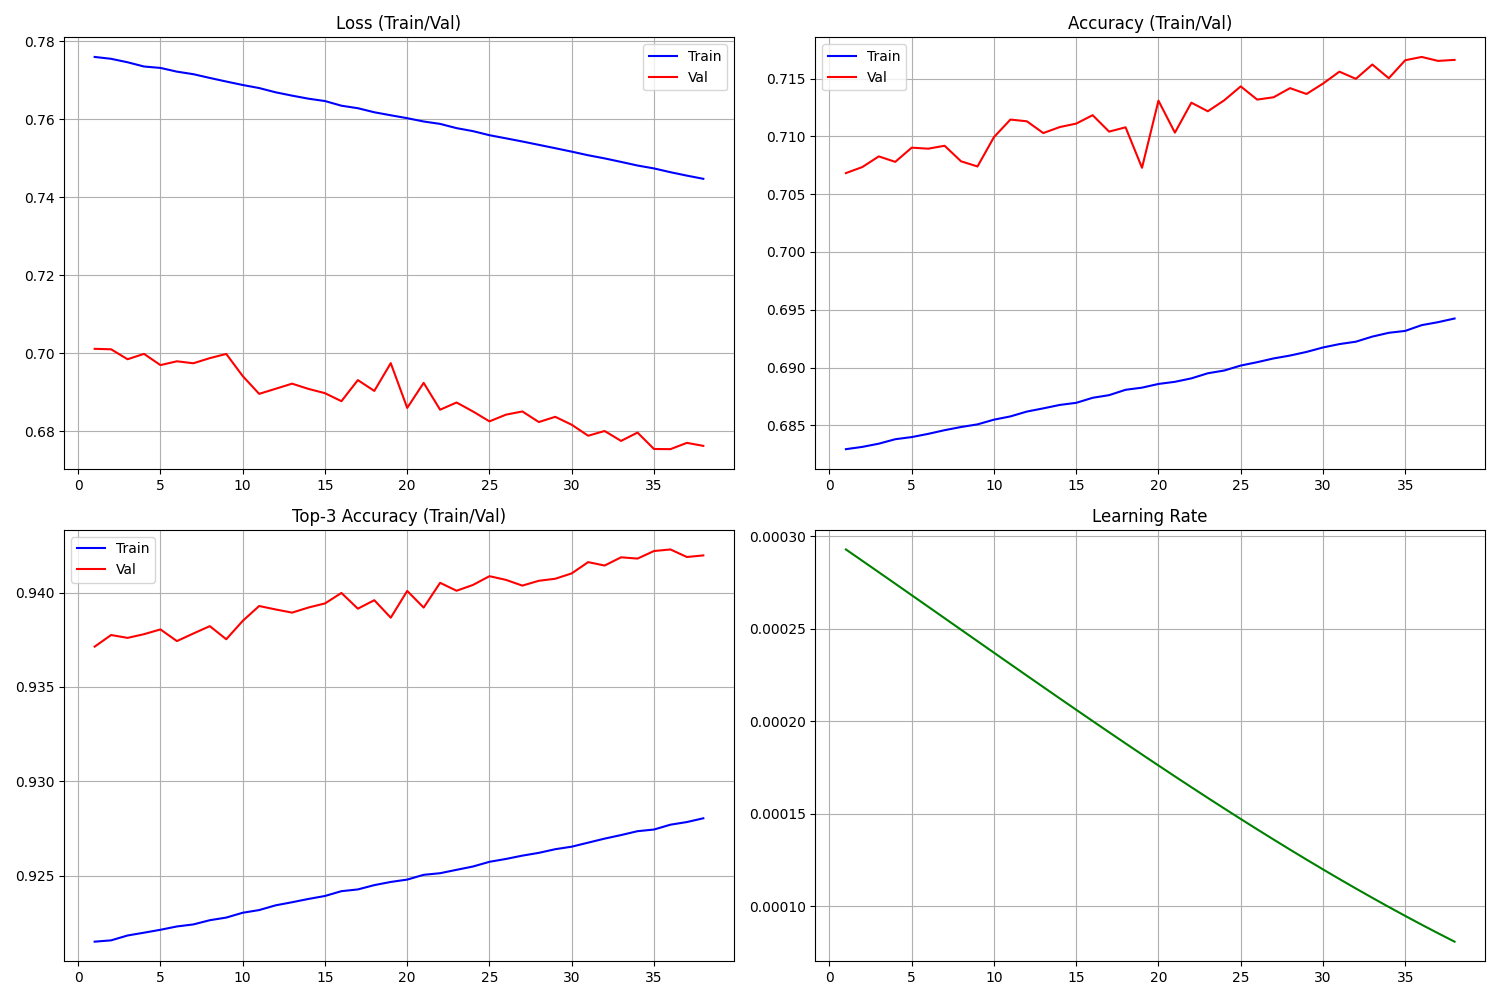 Loss (Train/Val)
0.78
0.76
0.74
0.72
0.70
0.68
0 5 10 15 20 25 30 35
Train
Val
Accuracy (Train/Val)
0.715
0.710
0.705
0.700
0.695
0.690
0.685
0 5 10 15 20 25 30 35
Train
Val
Top-3 Accuracy (Train/Val)
0.940
0.935
0.930
0.925
0 5 10 15 20 25 30 35
Train
Val
Learning Rate
0.00030
0.00025
0.00020
0.00015
0.00010
0 5 10 15 20 25 30 35